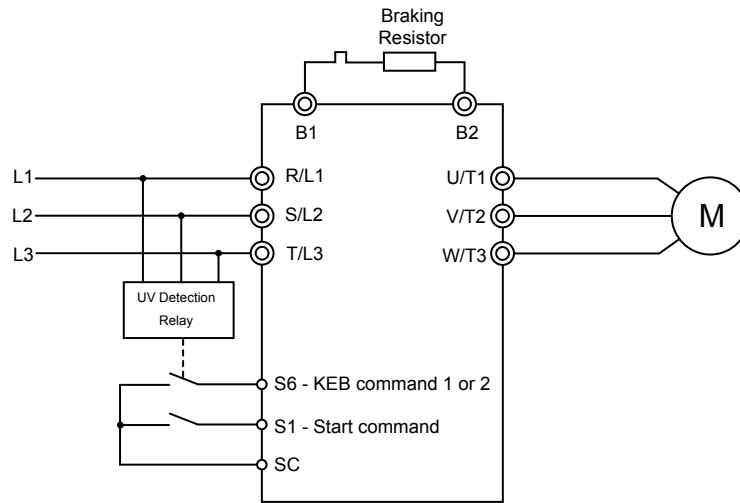 Braking
Resistor
B1
B2
L1
R/L1
U/T1
L2
S/L2
V/T2
M
L3
T/L3
W/T3
UV Detection
Relay
S6 - KEB command 1 or 2
S1 - Start command
SC